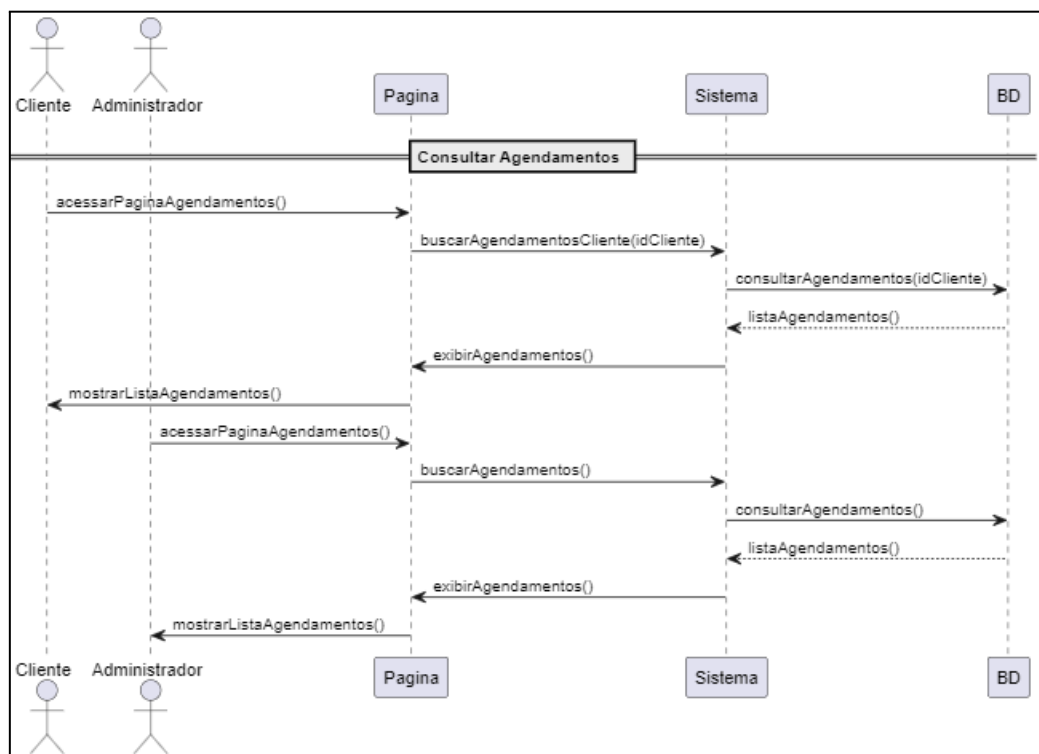 Cliente Administrador Pagina Sistema BD
Consultar Agendamentos
acessarPaginaAgendamentos()
buscarAgendamentosCliente(idCliente)
consultarAgendamentos(idCliente)
listaAgendamentos()
exibirAgendamentos()
mostrarListaAgendamentos()
acessarPaginaAgendamentos()
buscarAgendamentos()
consultarAgendamentos()
listaAgendamentos()
exibirAgendamentos()
mostrarListaAgendamentos()
Cliente Administrador Pagina Sistema BD